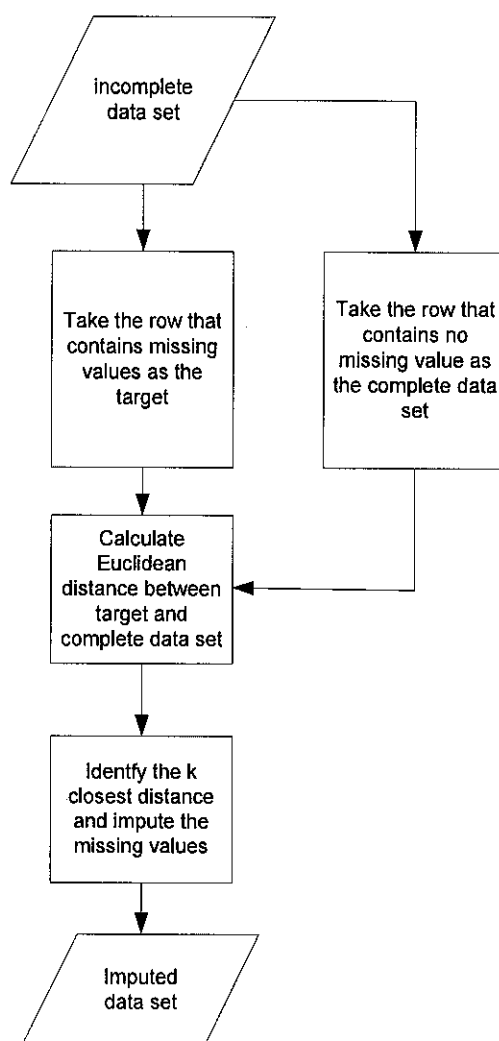 incomplete
data set
Take the row that
contains missing
values as the
target
Take the row that
contains no
missing value as
the complete data
set
Calculate
Euclidean
distance between
target and
complete data set
Identfy the k
closest distance
and impute the
missing values
Imputed
data set